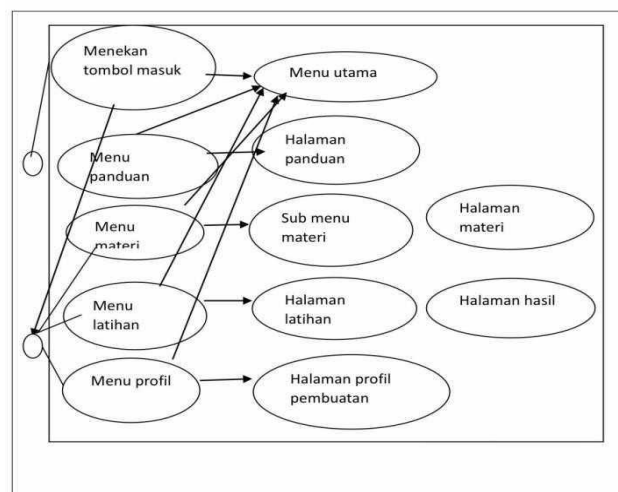 Menekan
tombol masuk
Menu utama
Menu
panduan
Halaman
panduan
Menu
materi
Sub menu
materi
Halaman
materi
Menu
latihan
Halaman
latihan
Halaman hasil
Menu profil
Halaman profil
pembuatan